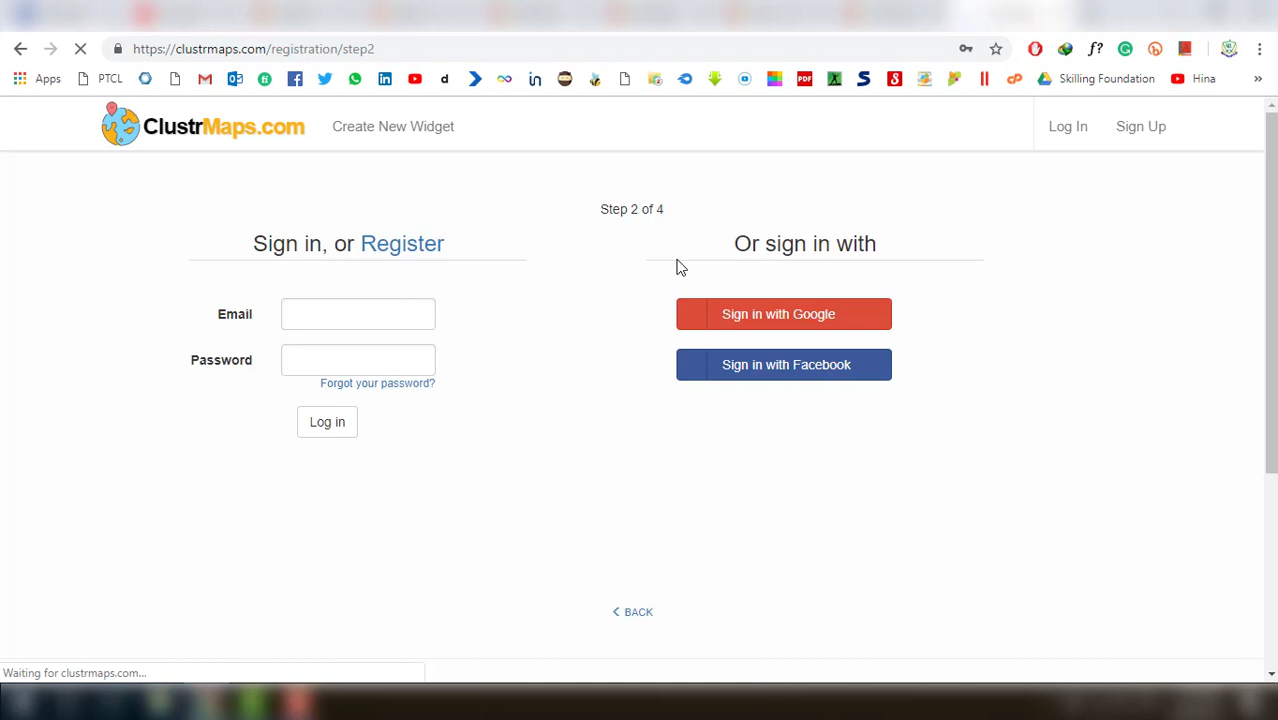 https://clustrmaps.com/registration/step2
Apps PTCL Skilling Foundation Hina »
ClustrMaps.com Create New Widget Log In Sign Up
Step 2 of 4
Sign in, or Register
Or sign in with
Email
Sign in with Google
Password
Sign in with Facebook
Forgot your password?
Log in
< BACK
Waiting for clustrmaps.com...